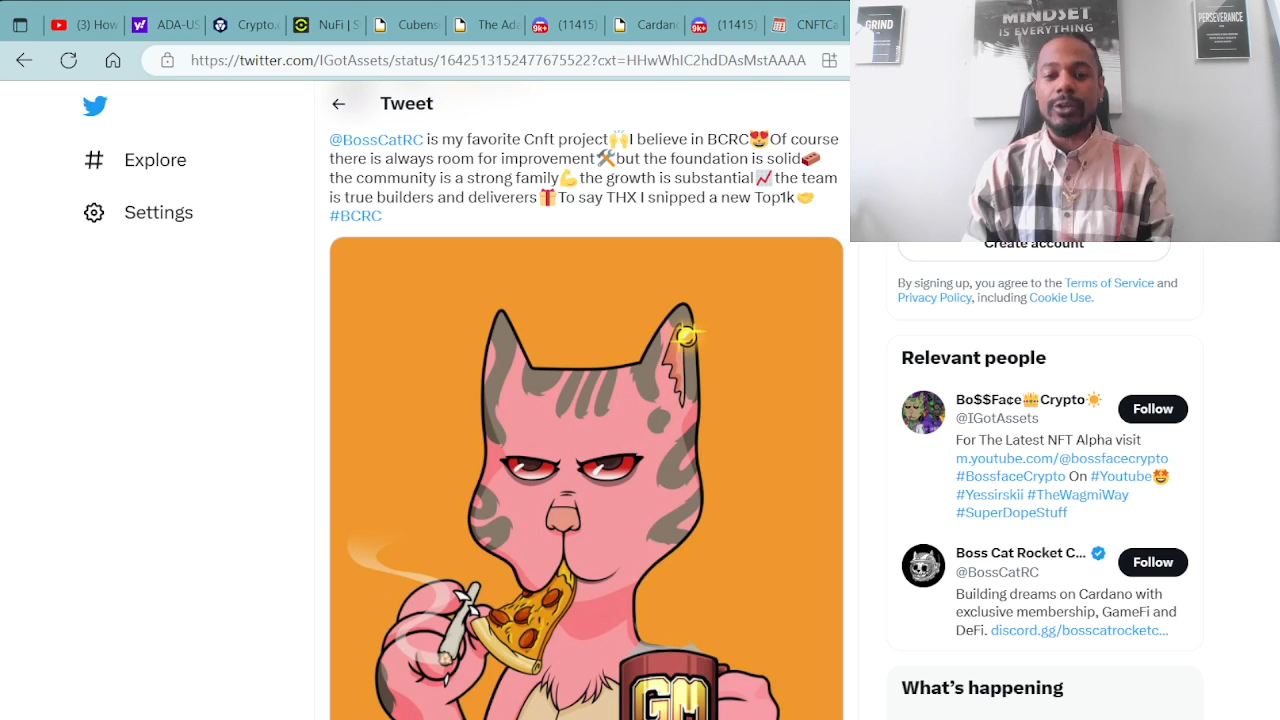 (3) How
ADA-US
Crypto.c
NuFi | S
Cubens
The Ada
9+ (11415)
Cardano
9+ (11415)
CNFTCa
https://twitter.com/IGotAssets/status/1642513152477675522?cxt=HHwWhIC2hdDAsMstAAAA
GRIND
MINDSET
IS EVERYTHING
PERSEVERANCE
Explore
Settings
Tweet
@BossCatRC is my favorite Cnft project🙌I believe in BCRC😻Of course
there is always room for improvement🛠️but the foundation is solid🧱
the community is a strong family💪the growth is substantial📈the team
is true builders and deliverers🎁To say THX I snipped a new Top1k🤝
#BCRC
GM
Create account
By signing up, you agree to the Terms of Service and
Privacy Policy, including Cookie Use.
Relevant people
Bo$$Fa¢e👑Crypto☀️
@IGotAssets
Follow
For The Latest NFT Alpha visit
m.youtube.com/@bossfacecrypto
#BossfaceCrypto On #Youtube🤩
#Yessirskii #TheWagmiWay
#SuperDopeStuff
Boss Cat Rocket C...
@BossCatRC
Follow
Building dreams on Cardano with
exclusive membership, GameFi and
DeFi. discord.gg/bosscatrocketc...
What's happening